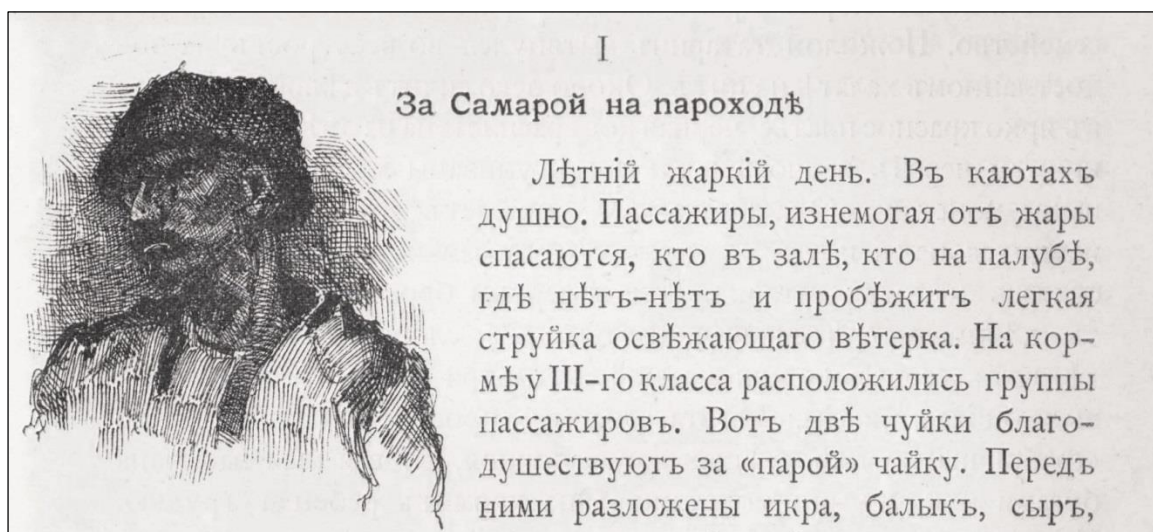 I
За Самарой на пароходѣ
Лѣтній жаркій день. Въ каютахъ
душно. Пассажиры, изнемогая отъ жары
спасаются, кто въ залѣ, кто на палубѣ,
гдѣ нѣтъ-нѣтъ и пробѣжитъ легкая
струйка освѣжающаго вѣтерка. На кор-
мѣ у III-го класса расположились группы
пассажировъ. Вотъ двѣ чуйки благо-
душествуютъ за «парой» чайку. Передъ
ними разложены икра, балыкъ, сыръ,